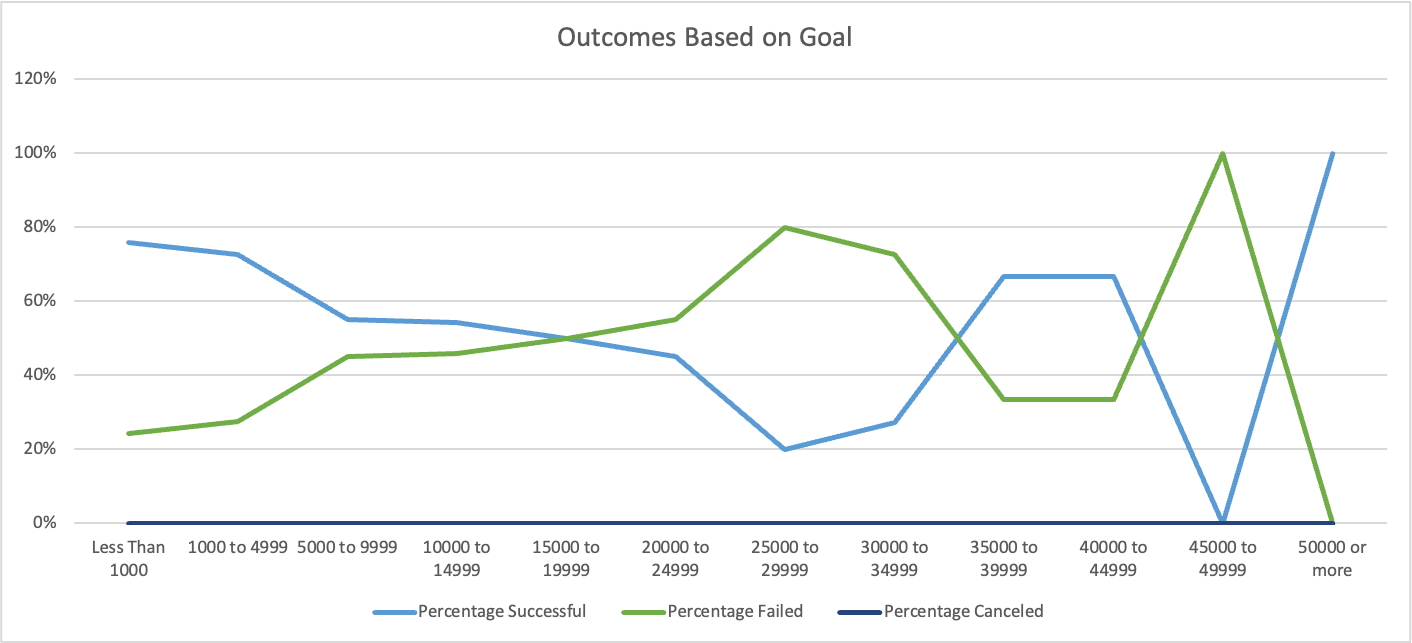 Outcomes Based on Goal
120%
100%
80%
60%
40%
20%
0%
Less Than 1000 to 4999 5000 to 9999 10000 to 15000 to 20000 to 25000 to 30000 to 35000 to 40000 to 45000 to 50000 or
1000 14999 19999 24999 29999 34999 39999 44999 49999 more
Percentage Successful Percentage Failed Percentage Canceled